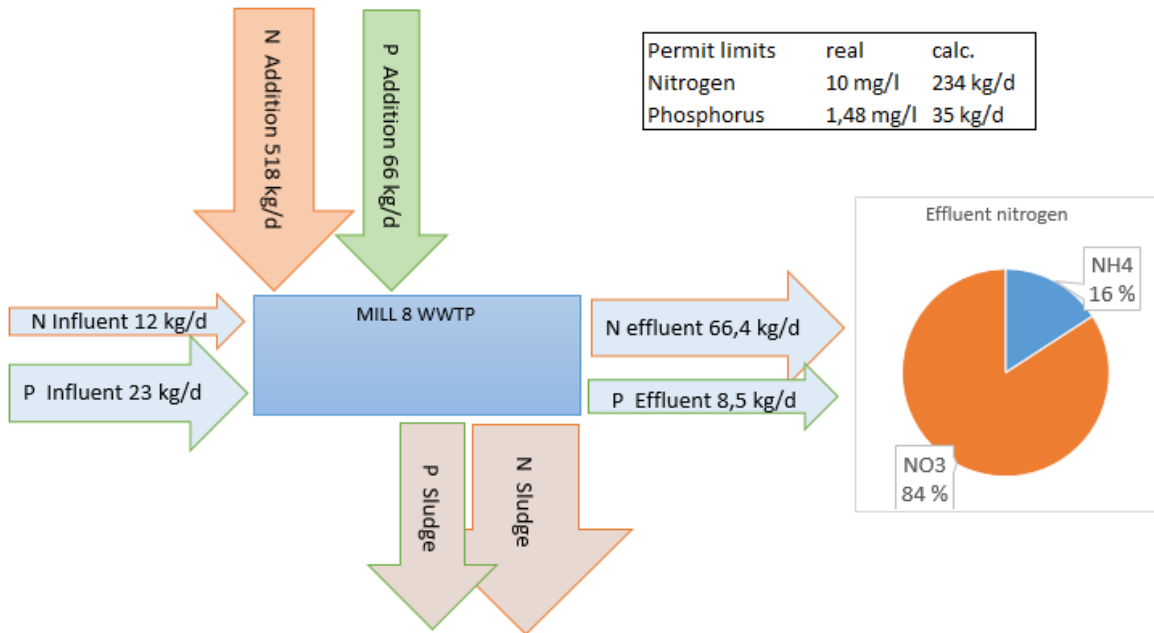 N Addition 518 kg/d
P Addition 66 kg/d
Permit limits real calc.
Nitrogen 10 mg/l 234 kg/d
Phosphorus 1,48 mg/l 35 kg/d
Effluent nitrogen
NH4
16 %
NO3
84 %
N Influent 12 kg/d
P Influent 23 kg/d
MILL 8 WWTP
N effluent 66,4 kg/d
P Effluent 8,5 kg/d
P Sludge
N Sludge